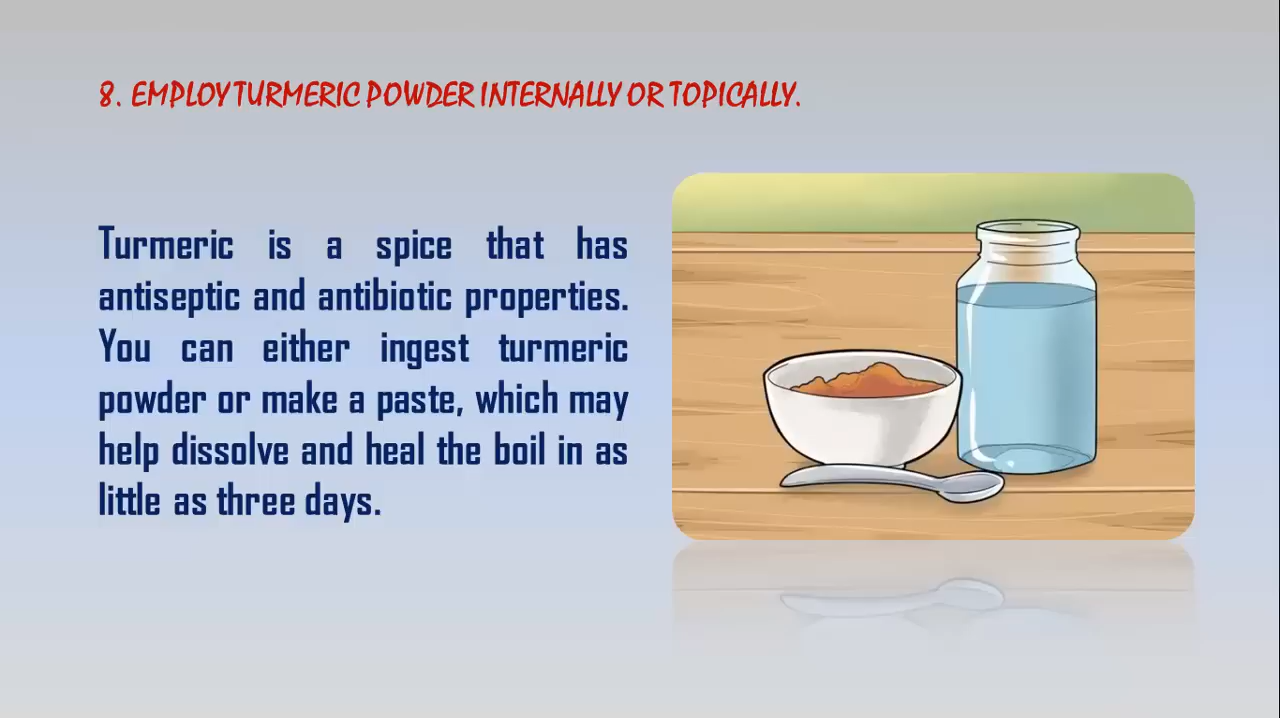 8. EMPLOY TURMERIC POWDER INTERNALLY OR TOPICALLY.
Turmeric is a spice that has
antiseptic and antibiotic properties.
You can either ingest turmeric
powder or make a paste, which may
help dissolve and heal the boil in as
little as three days.